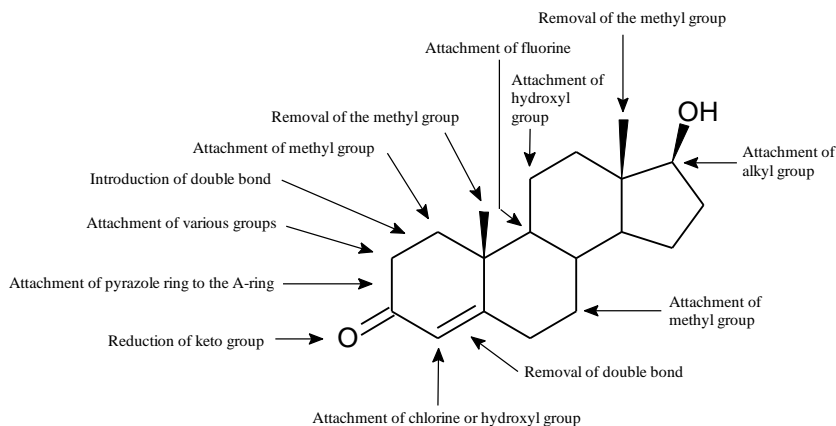 Removal of the methyl group
Attachment of fluorine
Attachment of
hydroxyl
group
OH
Removal of the methyl group
Attachment of methyl group
Attachment of
alkyl group
Introduction of double bond
Attachment of various groups
Attachment of pyrazole ring to the A-ring
Attachment of
methyl group
Reduction of keto group
O
Removal of double bond
Attachment of chlorine or hydroxyl group